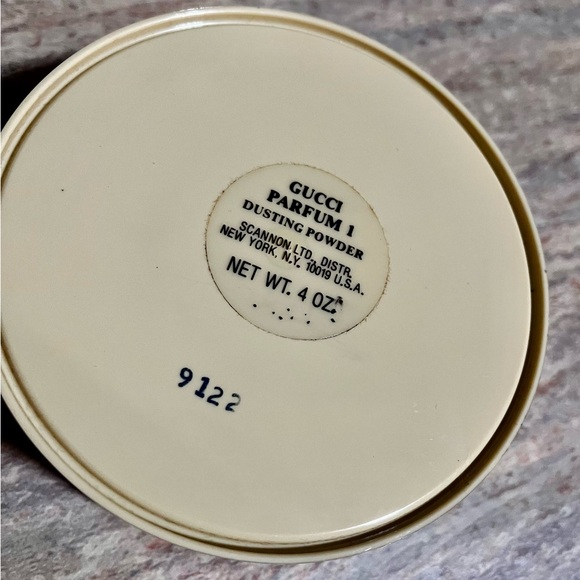 GUCCI
PARFUM 1
DUSTING POWDER
SCANNON LTD., DISTR.
NEW YORK, N.Y. 10019 U.S.A.
NET WT. 4 OZ.
9122